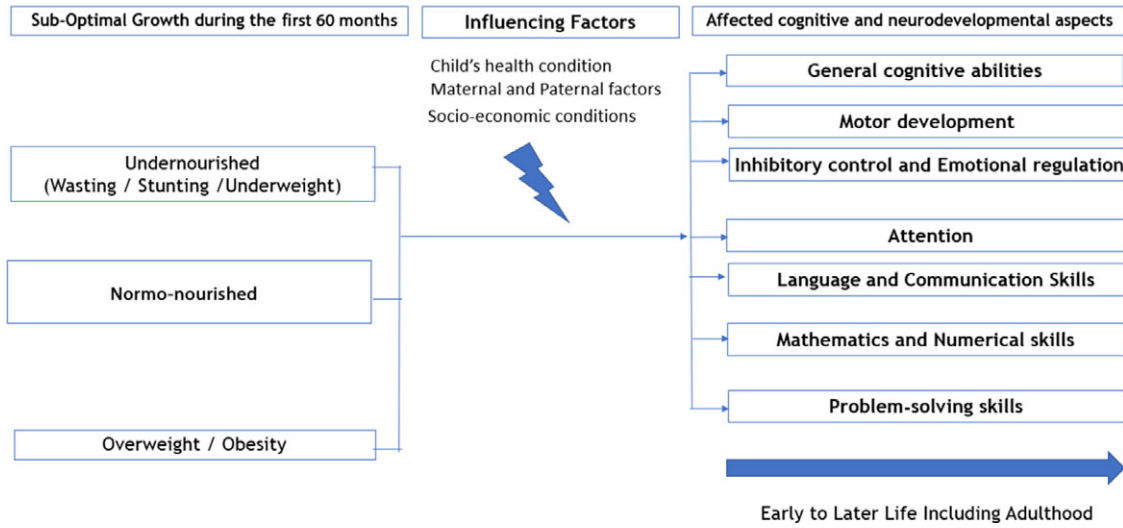 Sub-Optimal Growth during the first 60 months
Influencing Factors
Affected cognitive and neurodevelopmental aspects
Child's health condition
Maternal and Paternal factors
Socio-economic conditions
Undernourished
(Wasting / Stunting /Underweight)
Normo-nourished
Overweight / Obesity
General cognitive abilities
Motor development
Inhibitory control and Emotional regulation
Attention
Language and Communication Skills
Mathematics and Numerical skills
Problem-solving skills
Early to Later Life Including Adulthood